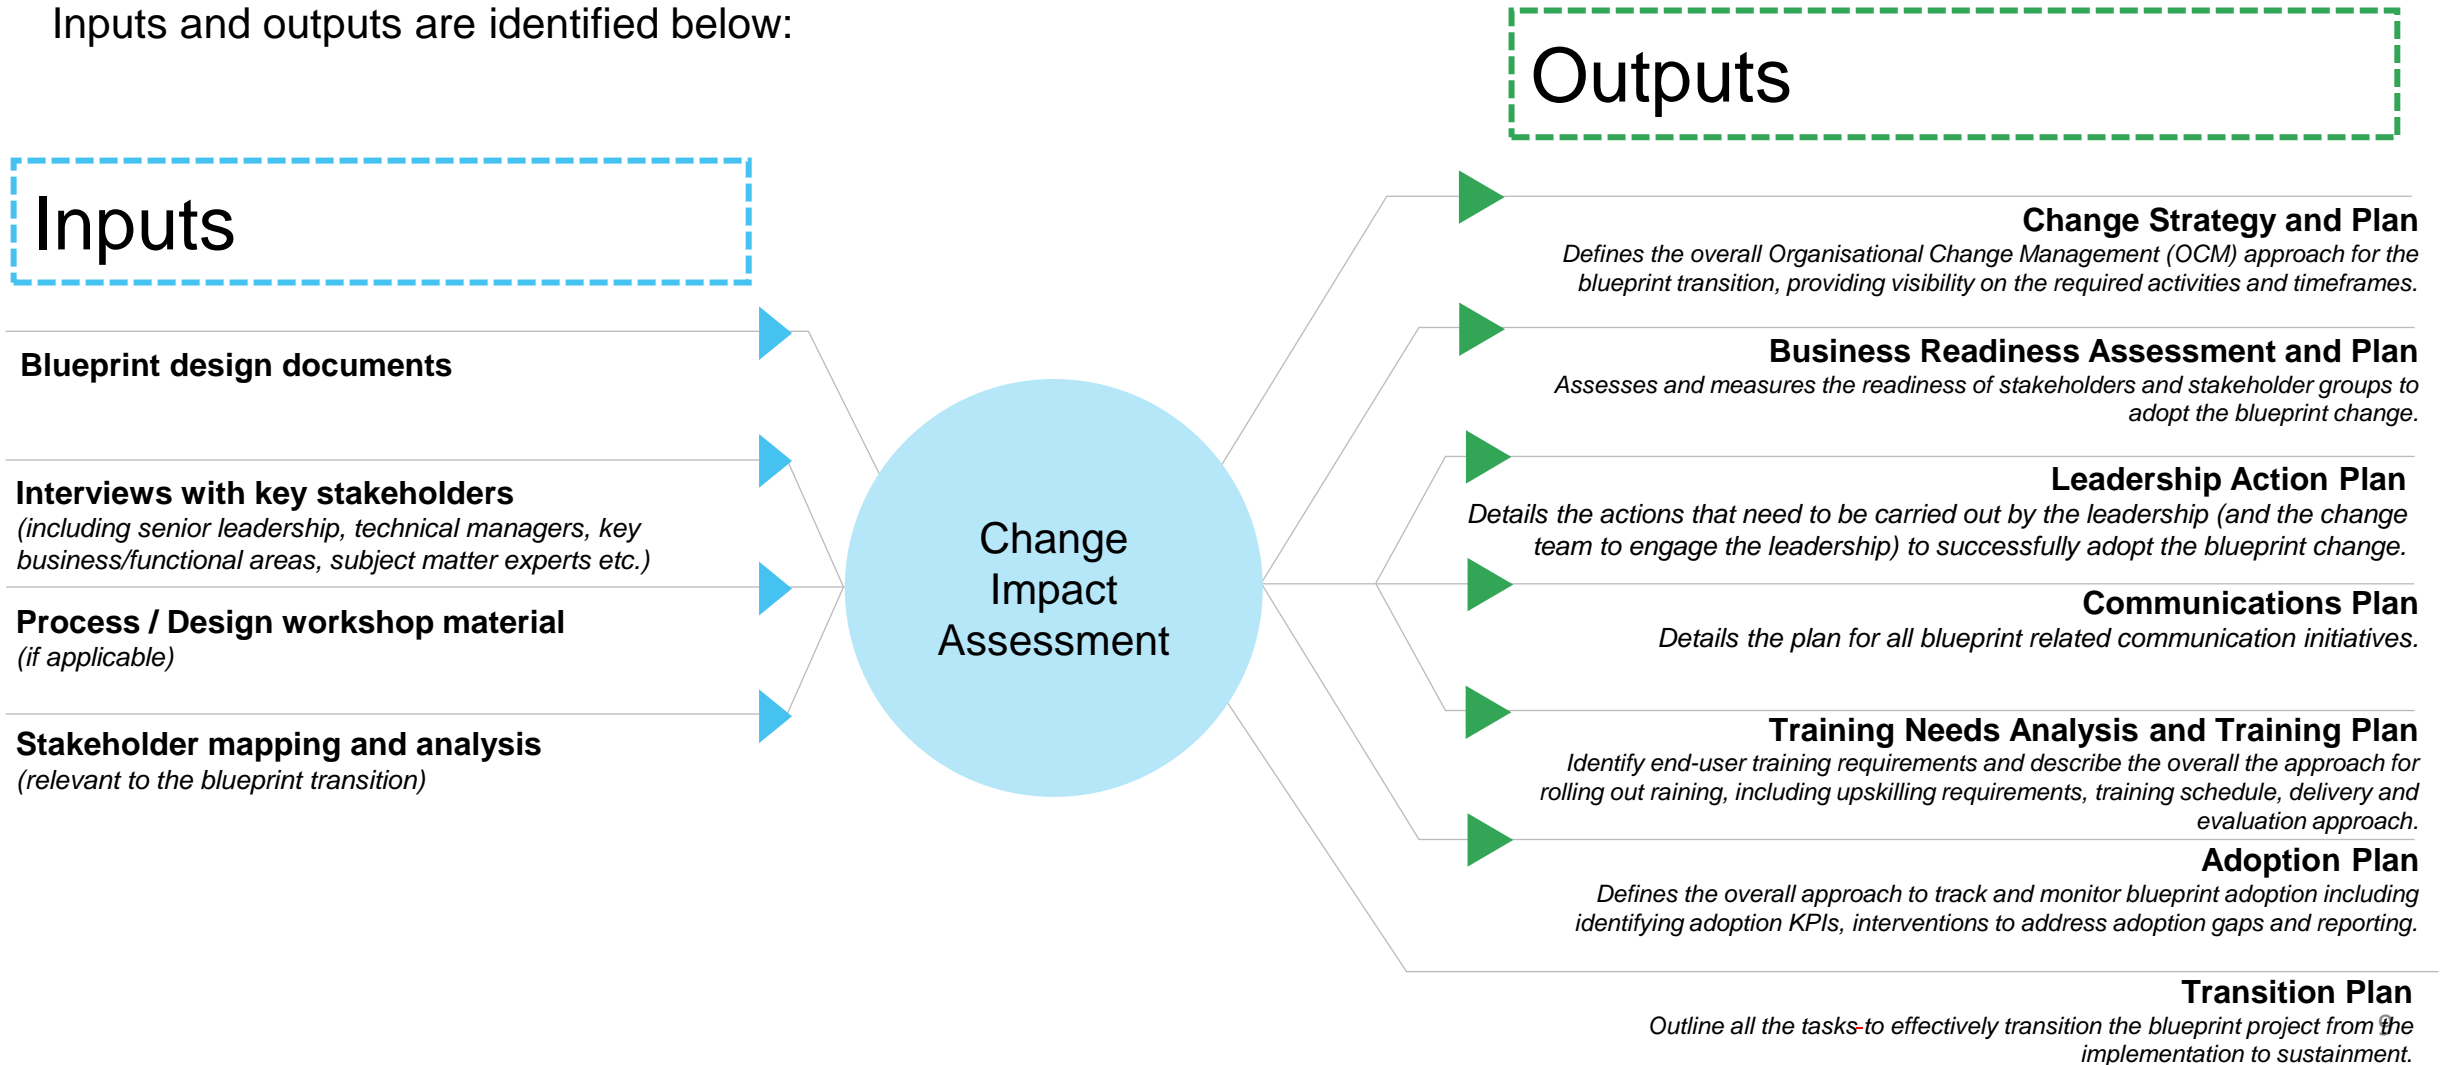 Inputs and outputs are identified below:
Inputs
Blueprint design documents
Interviews with key stakeholders
(including senior leadership, technical managers, key
business/functional areas, subject matter experts etc.)
Process / Design workshop material
(if applicable)
Stakeholder mapping and analysis
(relevant to the blueprint transition)
Change
Impact
Assessment
Outputs
Change Strategy and Plan
Defines the overall Organisational Change Management (OCM) approach for the
blueprint transition, providing visibility on the required activities and timeframes.
Business Readiness Assessment and Plan
Assesses and measures the readiness of stakeholders and stakeholder groups to
adopt the blueprint change.
Leadership Action Plan
Details the actions that need to be carried out by the leadership (and the change
team to engage the leadership) to successfully adopt the blueprint change.
Communications Plan
Details the plan for all blueprint related communication initiatives.
Training Needs Analysis and Training Plan
Identify end-user training requirements and describe the overall the approach for
rolling out raining, including upskilling requirements, training schedule, delivery and
evaluation approach.
Adoption Plan
Defines the overall approach to track and monitor blueprint adoption including
identifying adoption KPIs, interventions to address adoption gaps and reporting.
Transition Plan
Outline all the tasks to effectively transition the blueprint project from the
implementation to sustainment.
9